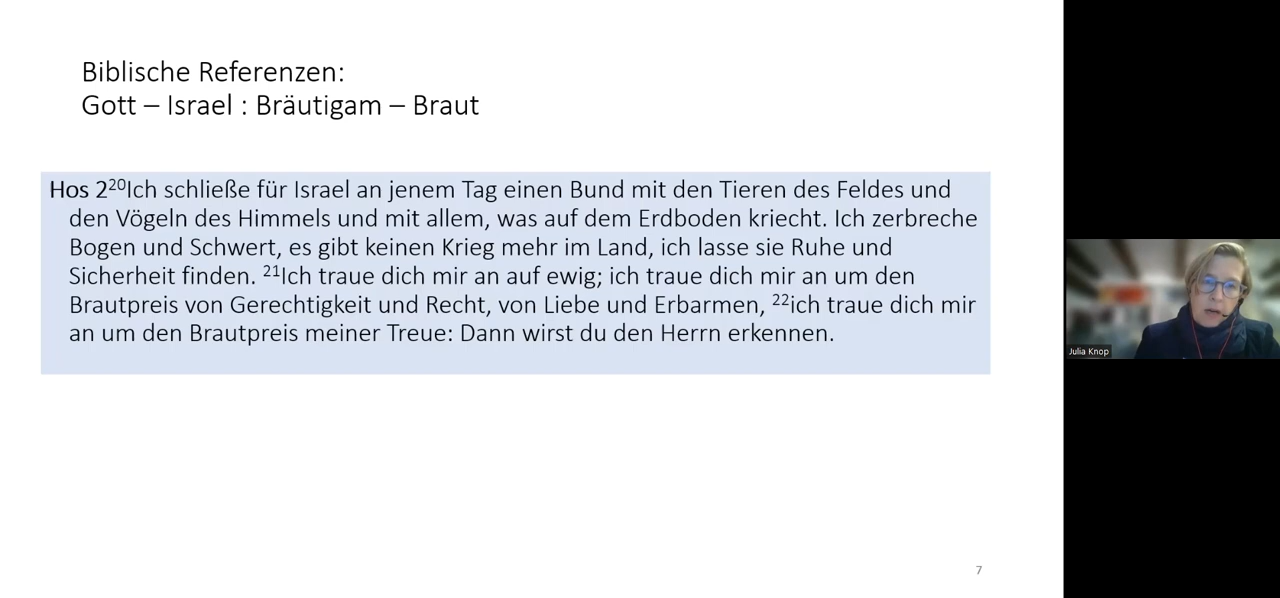 Biblische Referenzen:
Gott – Israel : Bräutigam – Braut
Hos 2²⁰Ich schließe für Israel an jenem Tag einen Bund mit den Tieren des Feldes und
den Vögeln des Himmels und mit allem, was auf dem Erdboden kriecht. Ich zerbreche
Bogen und Schwert, es gibt keinen Krieg mehr im Land, ich lasse sie Ruhe und
Sicherheit finden. ²¹Ich traue dich mir an auf ewig; ich traue dich mir an um den
Brautpreis von Gerechtigkeit und Recht, von Liebe und Erbarmen, ²²ich traue dich mir
an um den Brautpreis meiner Treue: Dann wirst du den Herrn erkennen.
Julia Knop
7